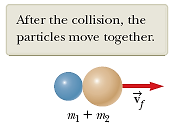 After the collision, the
particles move together.
v⃗f
m₁ + m₂